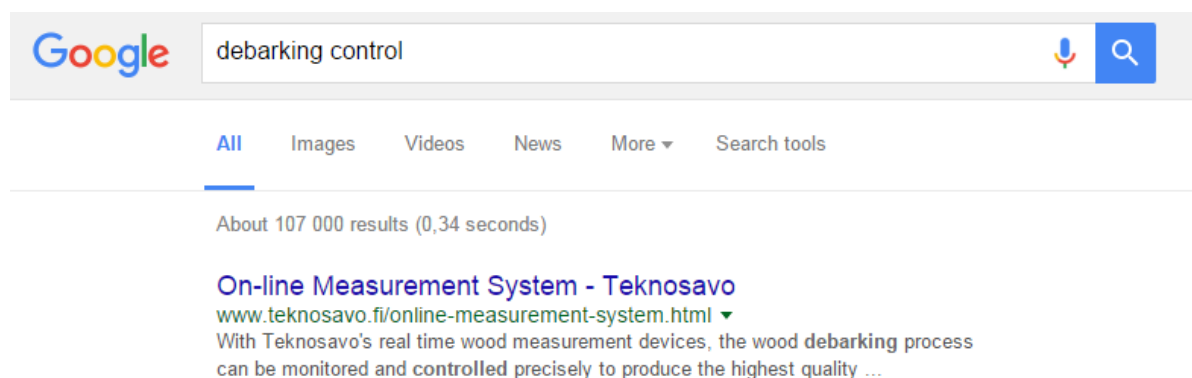 Google debarking control
All Images Videos News More Search tools
About 107 000 results (0,34 seconds)
On-line Measurement System - Teknosavo
www.teknosavo.fi/online-measurement-system.html
With Teknosavo's real time wood measurement devices, the wood debarking process
can be monitored and controlled precisely to produce the highest quality ...